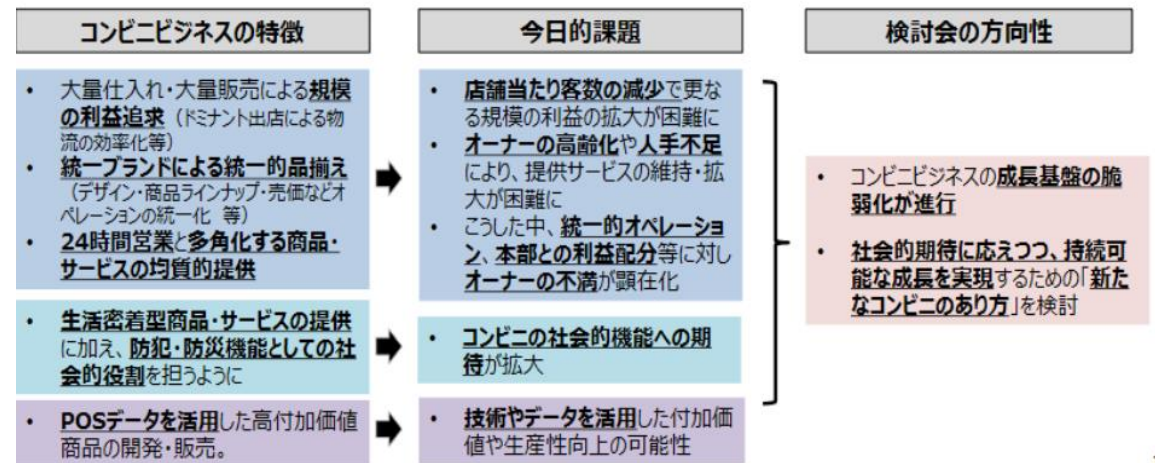 コンビニビジネスの特徴
• 大量仕入れ・大量販売による規模
の利益追求（ドミナント出店による物
流の効率化等）
• 統一ブランドによる統一的品揃え
（デザイン・商品ラインナップ・売価などオ
ペレーションの統一化 等）
• 24時間営業と多角化する商品・
サービスの均質的提供
• 生活密着型商品・サービスの提供
に加え、防犯・防災機能としての社
会的役割を担うように
• POSデータを活用した高付加価値
商品の開発・販売。
今日的課題
• 店舗当たり客数の減少で更な
る規模の利益の拡大が困難に
• オーナーの高齢化や人手不足
により、提供サービスの維持・拡
大が困難に
• こうした中、統一的オペレーショ
ン、本部との利益配分等に対し
オーナーの不満が顕在化
• コンビニの社会的機能への期
待が拡大
• 技術やデータを活用した付加価
値や生産性向上の可能性
検討会の方向性
• コンビニビジネスの成長基盤の脆
弱化が進行
• 社会的期待に応えつつ、持続可
能な成長を実現するための「新た
なコンビニのあり方」を検討